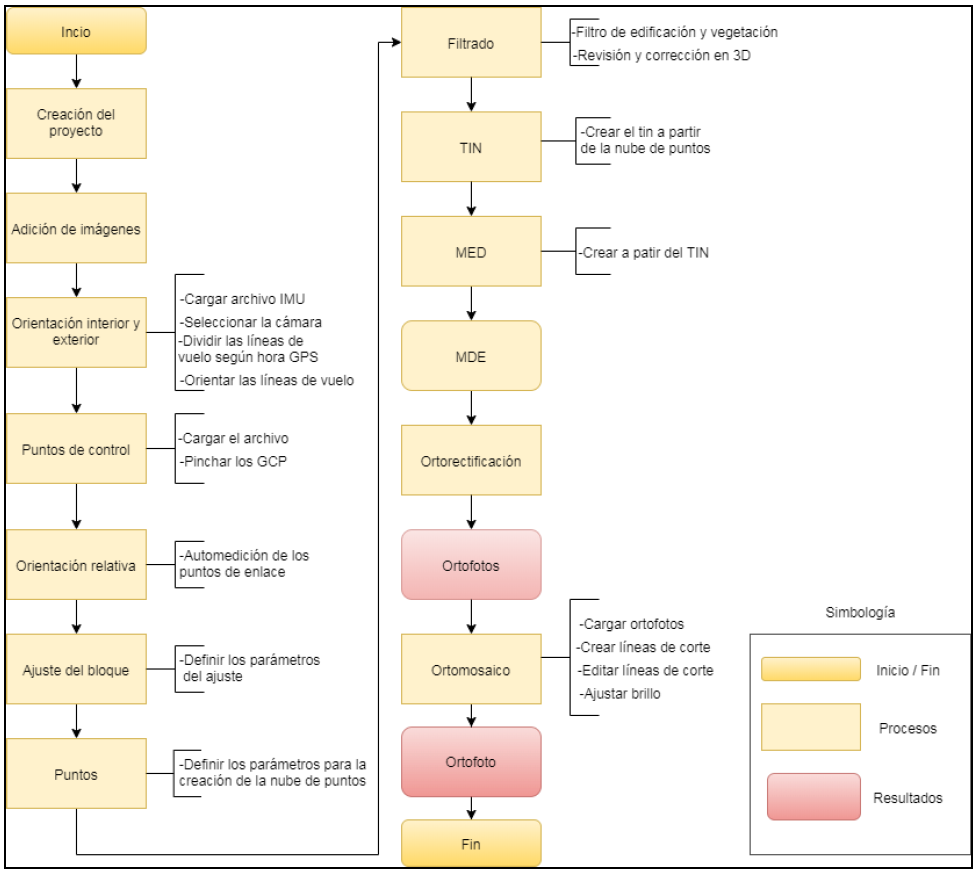 Incio
Creación del
proyecto
Adición de imágenes
Orientación interior y
exterior
-Cargar archivo IMU
-Seleccionar la cámara
-Dividir las líneas de
vuelo según hora GPS
-Orientar las líneas de vuelo
Puntos de control
-Cargar el archivo
-Pinchar los GCP
Orientación relativa
-Automedición de los
puntos de enlace
Ajuste del bloque
-Definir los parámetros
del ajuste
Puntos
-Definir los parámetros para la
creación de la nube de puntos
Filtrado
-Filtro de edificación y vegetación
-Revisión y corrección en 3D
TIN
-Crear el tin a partir
de la nube de puntos
MED
-Crear a patir del TIN
MDE
Ortorectificación
Ortofotos
Ortomosaico
-Cargar ortofotos
-Crear líneas de corte
-Editar líneas de corte
-Ajustar brillo
Ortofoto
Fin
Simbología
Inicio / Fin
Procesos
Resultados